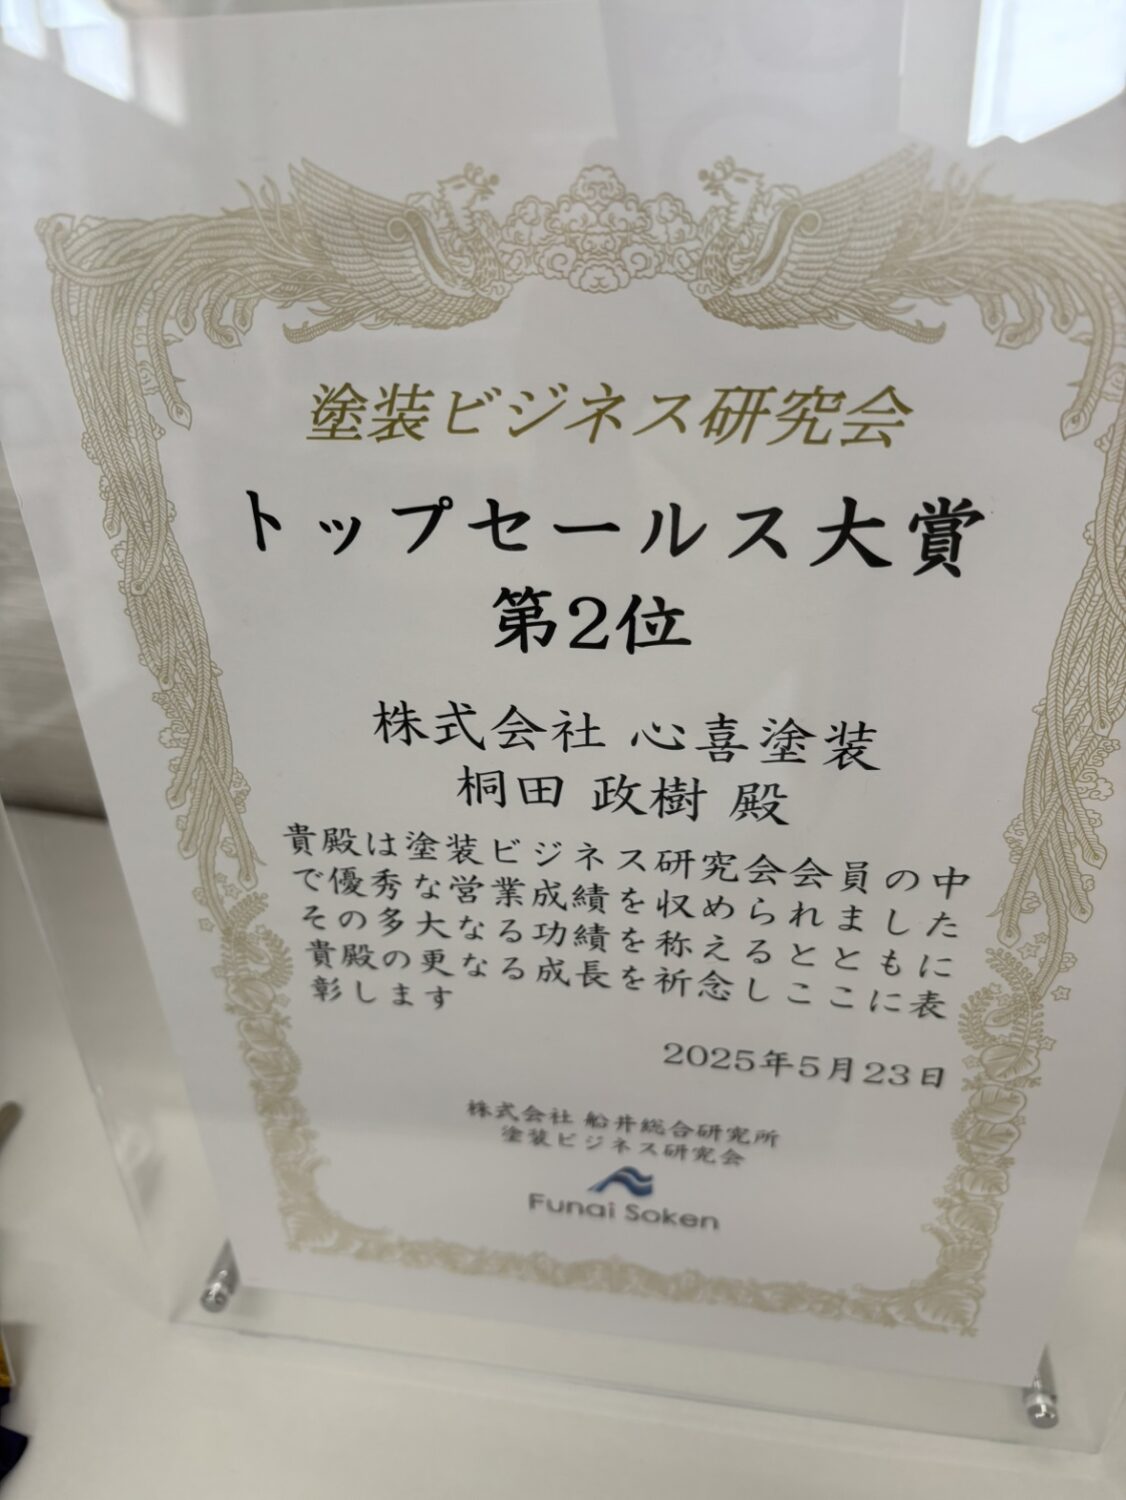 塗装ビジネス研究会
トップセールス大賞
第2位
株式会社 心喜塗装
桐田 政樹 殿
貴殿は塗装ビジネス研究会会員の中
で優秀な営業成績を収められました
その多大なる功績を称えるとともに
貴殿の更なる成長を祈念しここに表
彰します
2025年5月23日
株式会社 船井総合研究所
塗装ビジネス研究会
Funai Soken